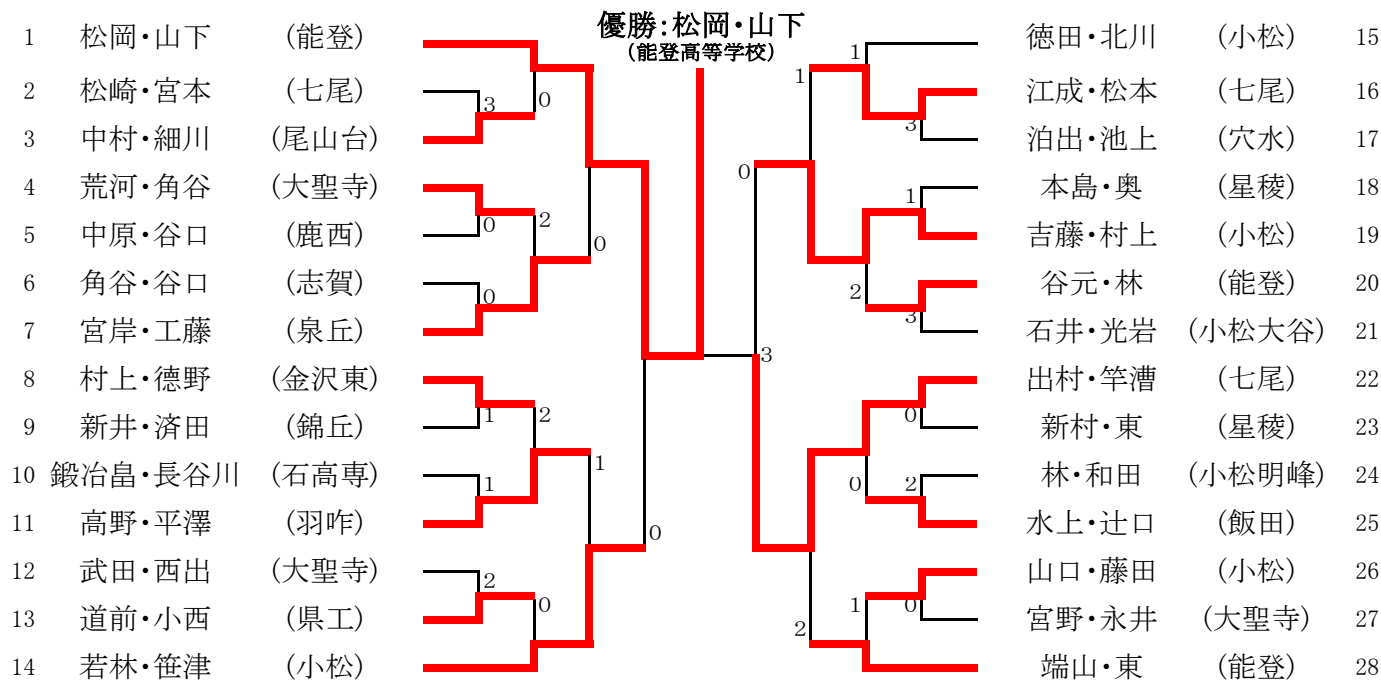 優勝:松岡・山下
(能登高等学校)
1 松岡・山下 (能登)
2 松崎・宮本 (七尾)
3 中村・細川 (尾山台)
4 荒河・角谷 (大聖寺)
5 中原・谷口 (鹿西)
6 角谷・谷口 (志賀)
7 宮岸・工藤 (泉丘)
8 村上・德野 (金沢東)
9 新井・済田 (錦丘)
10 鍛冶畠・長谷川 (石高専)
11 高野・平澤 (羽咋)
12 武田・西出 (大聖寺)
13 道前・小西 (県工)
14 若林・笹津 (小松)
3
0
0
2
0
0
1
2
1
1
2
0
0
1
1
3
0
1
2
3
3
0
0
2
1
0
2
徳田・北川 (小松) 15
江成・松本 (七尾) 16
泊出・池上 (穴水) 17
本島・奥 (星稜) 18
吉藤・村上 (小松) 19
谷元・林 (能登) 20
石井・光岩 (小松大谷) 21
出村・竿漕 (七尾) 22
新村・東 (星稜) 23
林・和田 (小松明峰) 24
水上・辻口 (飯田) 25
山口・藤田 (小松) 26
宮野・永井 (大聖寺) 27
端山・東 (能登) 28